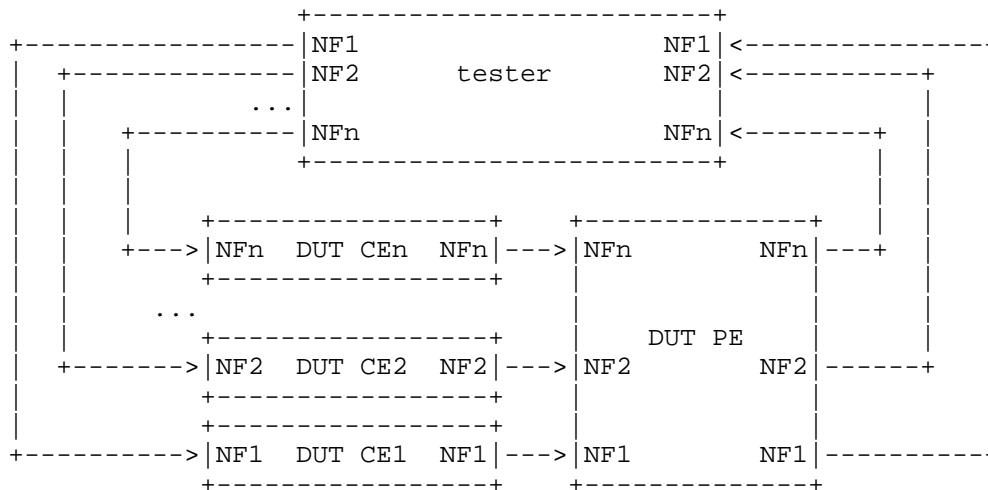 NF1 NF1
NF2 tester NF2
...
NFn NFn
NFn DUT CEn NFn NFn NFn
...
DUT PE
NF2 DUT CE2 NF2 NF2 NF2
NF1 DUT CE1 NF1 NF1 NF1